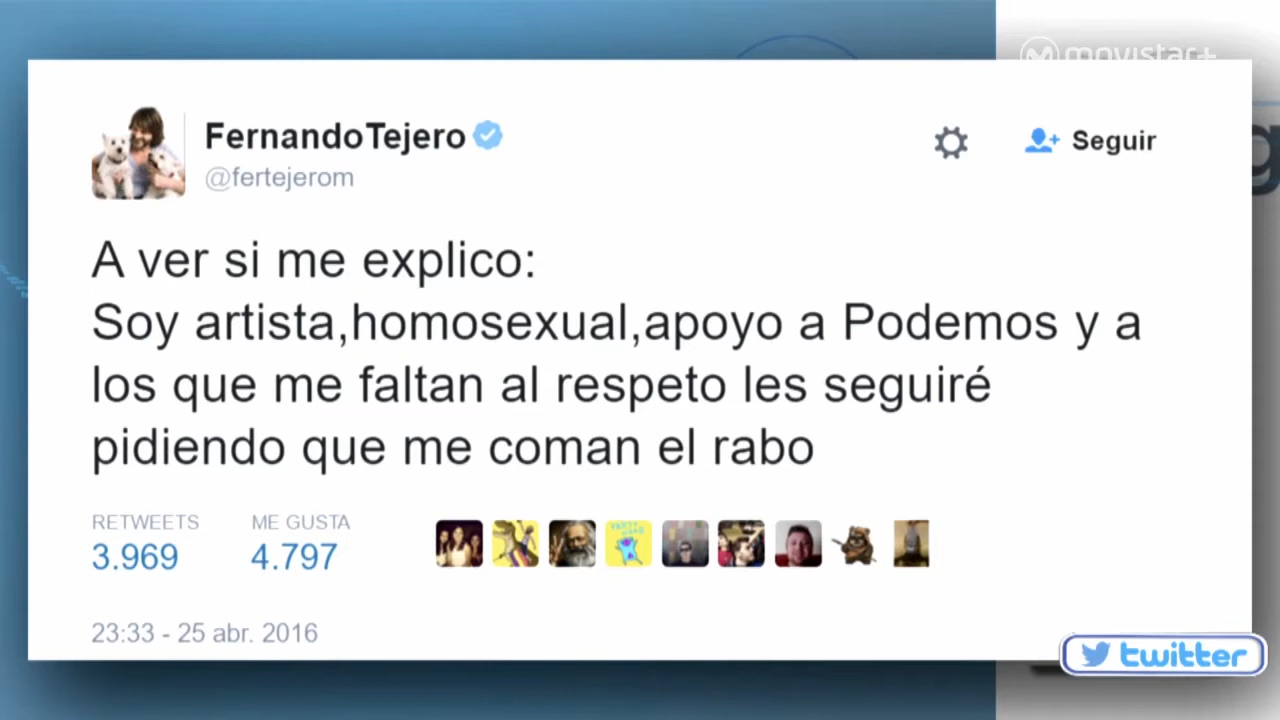 movistar+
FernandoTejero
@fertejerom
Seguir
A ver si me explico:
Soy artista,homosexual,apoyo a Podemos y a
los que me faltan al respeto les seguiré
pidiendo que me coman el rabo
RETWEETS
ME GUSTA
3.969
4.797
23:33 - 25 abr. 2016
twitter